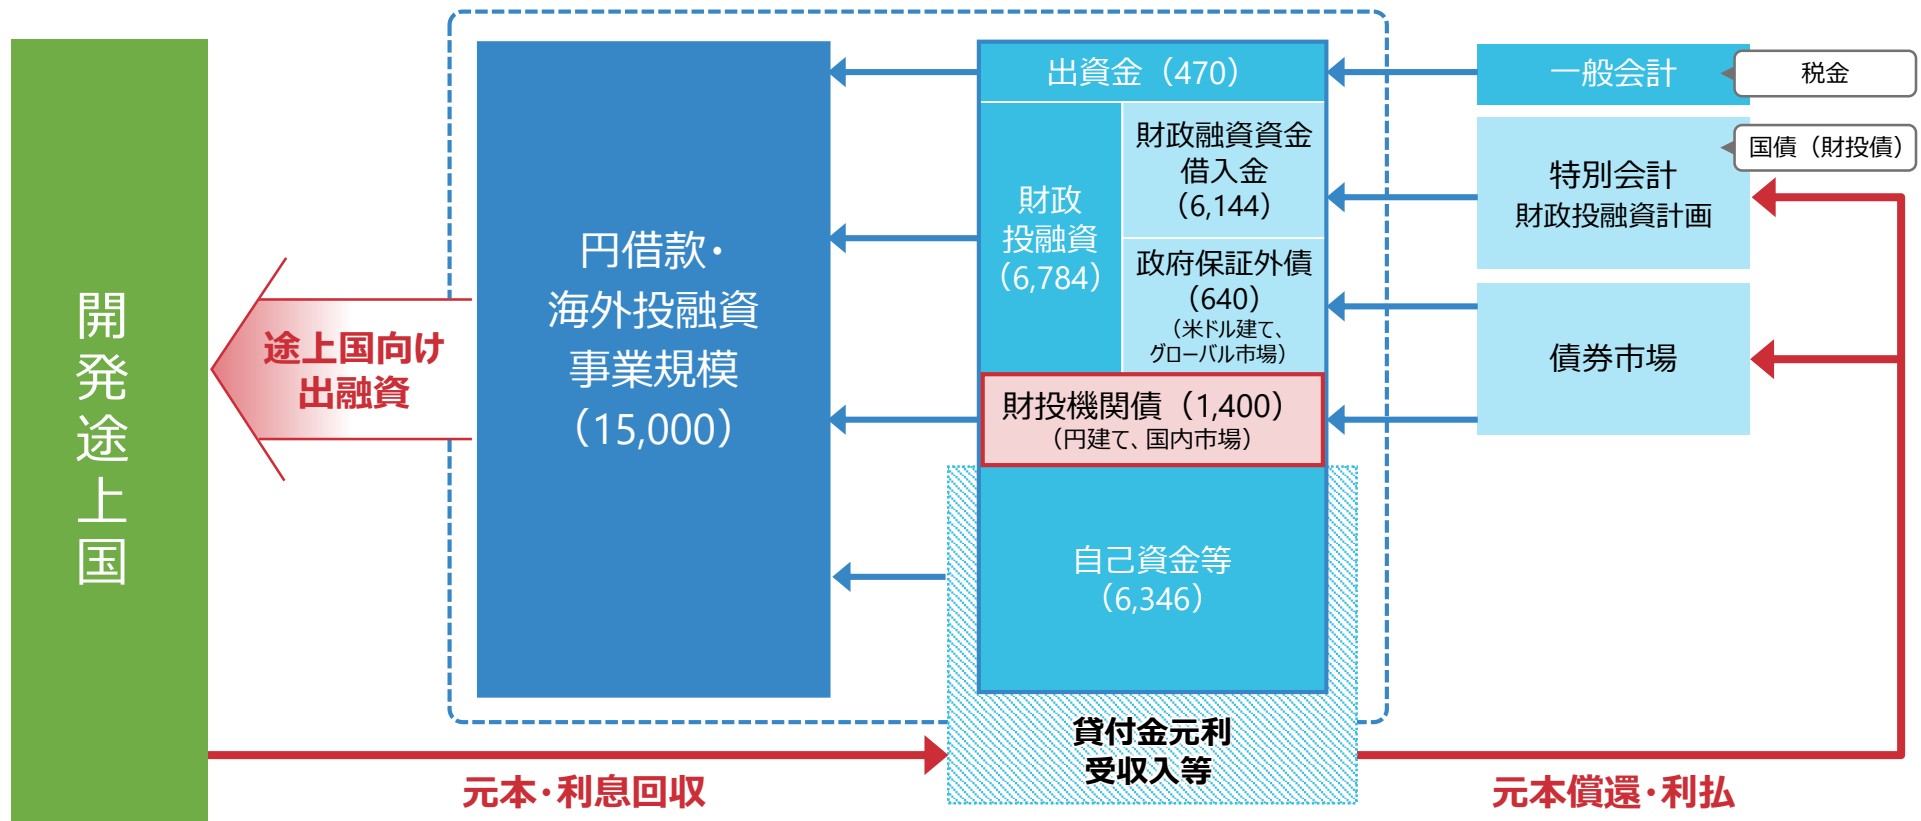 開発途上国
途上国向け
出融資
円借款・
海外投融資
事業規模
（15,000）
出資金（470）
財政
投融資
（6,784）
財政融資資金
借入金
（6,144）
政府保証外債
（640）
（米ドル建て、
グローバル市場）
財投機関債（1,400）
（円建て、国内市場）
自己資金等
（6,346）
貸付金元利
受収入等
一般会計
税金
特別会計
財政投融資計画
国債（財投債）
債券市場
元本・利息回収
元本償還・利払